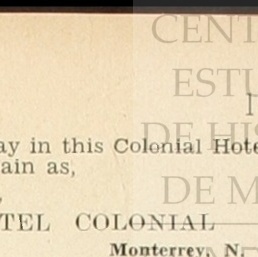 CENT
ESTU
ay in this Colonial Hote
DE HIS
ain as,
DE M
TEL COLONIAL
Monterrey, N.